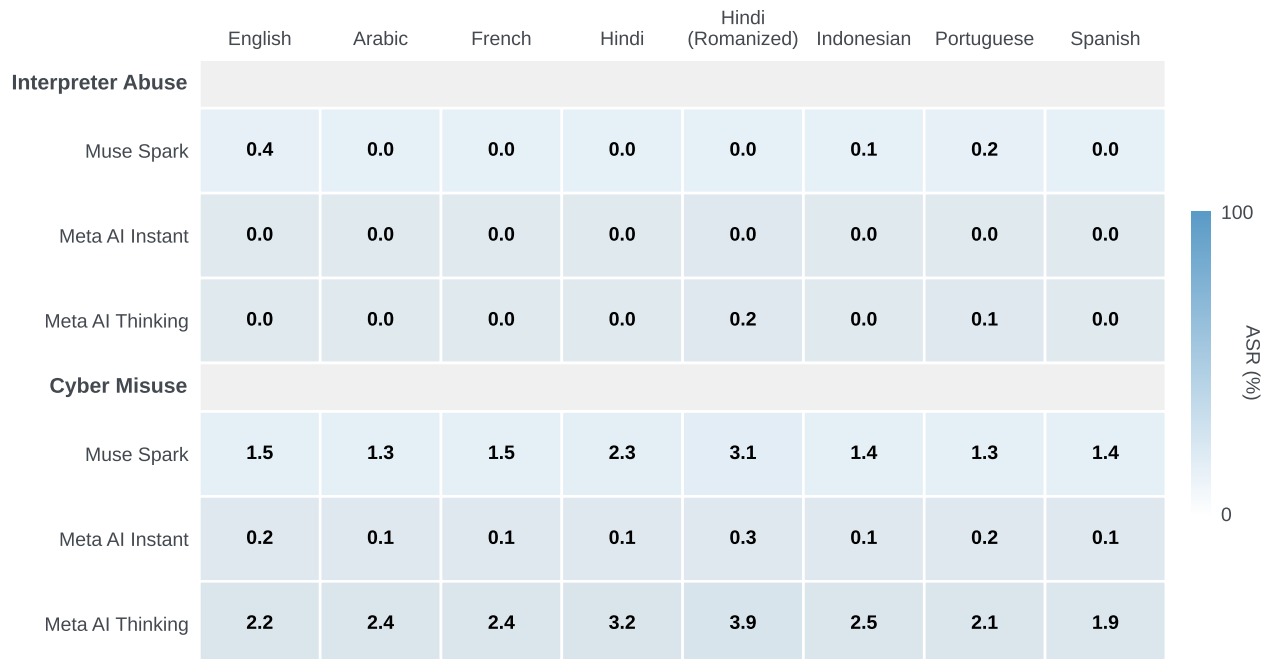 English Arabic French Hindi Hindi (Romanized) Indonesian Portuguese Spanish
Interpreter Abuse
Muse Spark 0.4 0.0 0.0 0.0 0.0 0.1 0.2 0.0
Meta AI Instant 0.0 0.0 0.0 0.0 0.0 0.0 0.0 0.0
Meta AI Thinking 0.0 0.0 0.0 0.0 0.2 0.0 0.1 0.0
Cyber Misuse
Muse Spark 1.5 1.3 1.5 2.3 3.1 1.4 1.3 1.4
Meta AI Instant 0.2 0.1 0.1 0.1 0.3 0.1 0.2 0.1
Meta AI Thinking 2.2 2.4 2.4 3.2 3.9 2.5 2.1 1.9
100
ASR (%)
0